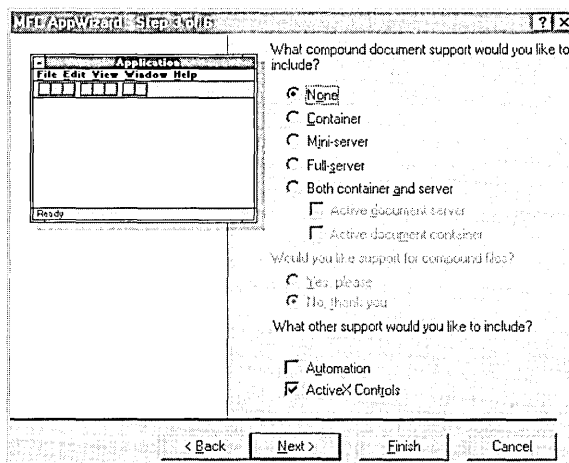 MFC AppWizard - Step 3 of 6
What compound document support would you like to
include?
Application
File Edit View Window Help
Ready
None
Container
Mini-server
Full-server
Both container and server
Active document server
Active document container
Would you like support for compound files?
Yes, please
No, thank you
What other support would you like to include?
Automation
ActiveX Controls
< Back
Next >
Finish
Cancel